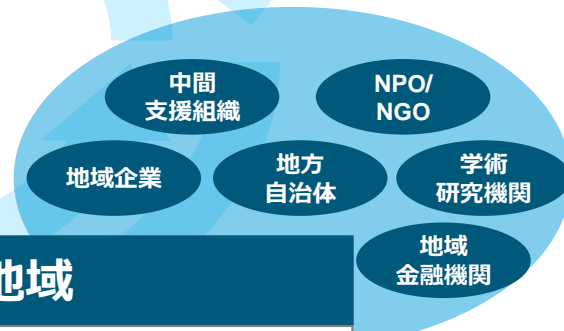 中間
支援組織
NPO/
NGO
地域企業
地方
自治体
学術
研究機関
地域
金融機関
地域